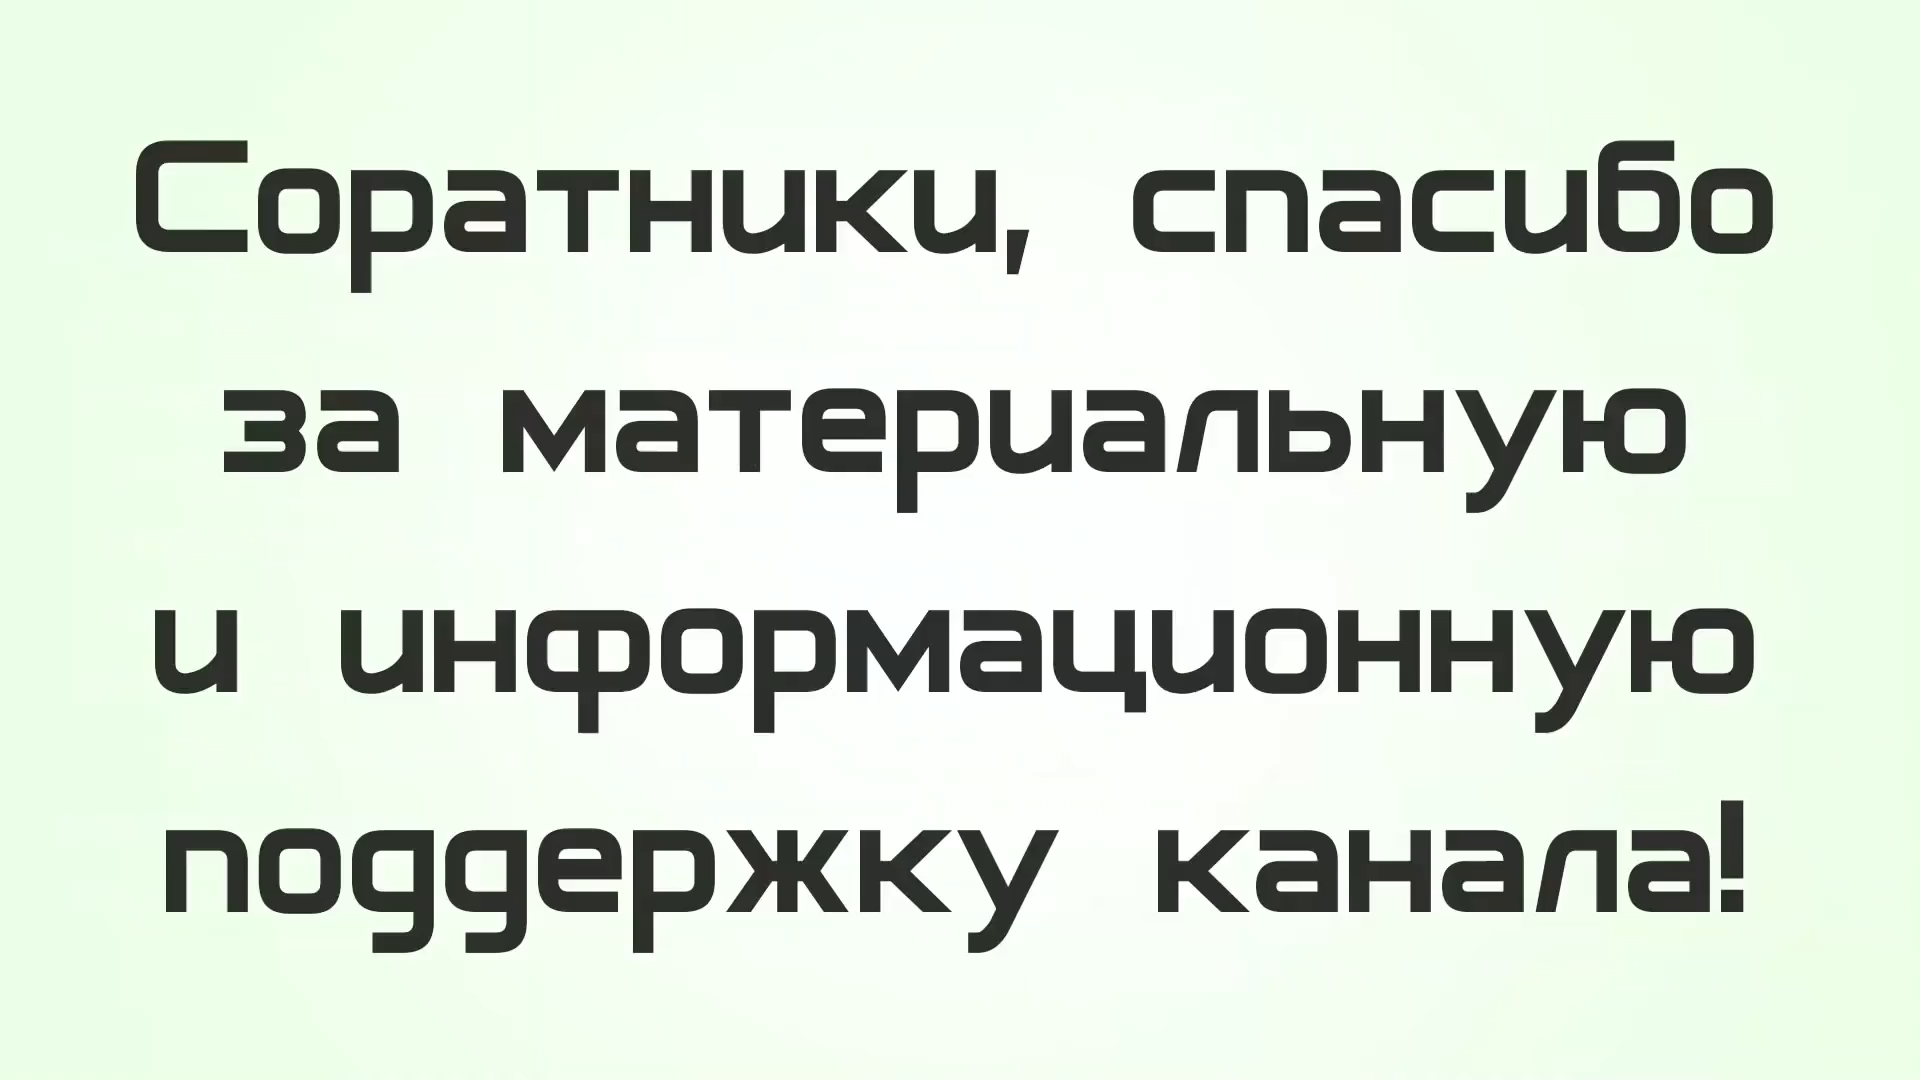 Соратники, спасибо
за материальную
и информационную
поддержку канала!